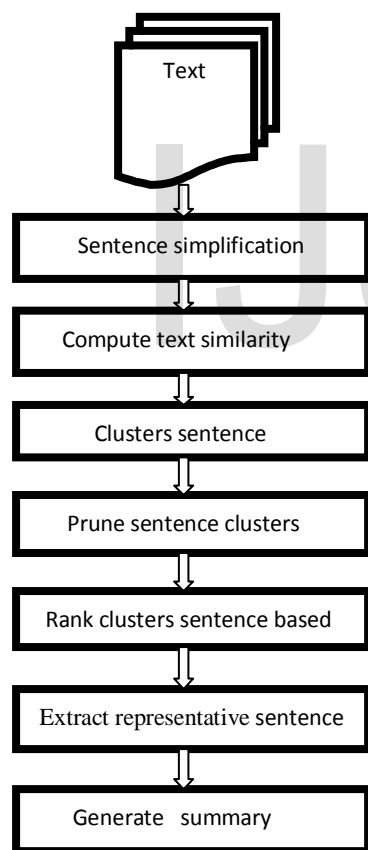 Text
Sentence simplification
Compute text similarity
Clusters sentence
Prune sentence clusters
Rank clusters sentence based
Extract representative sentence
Generate summary